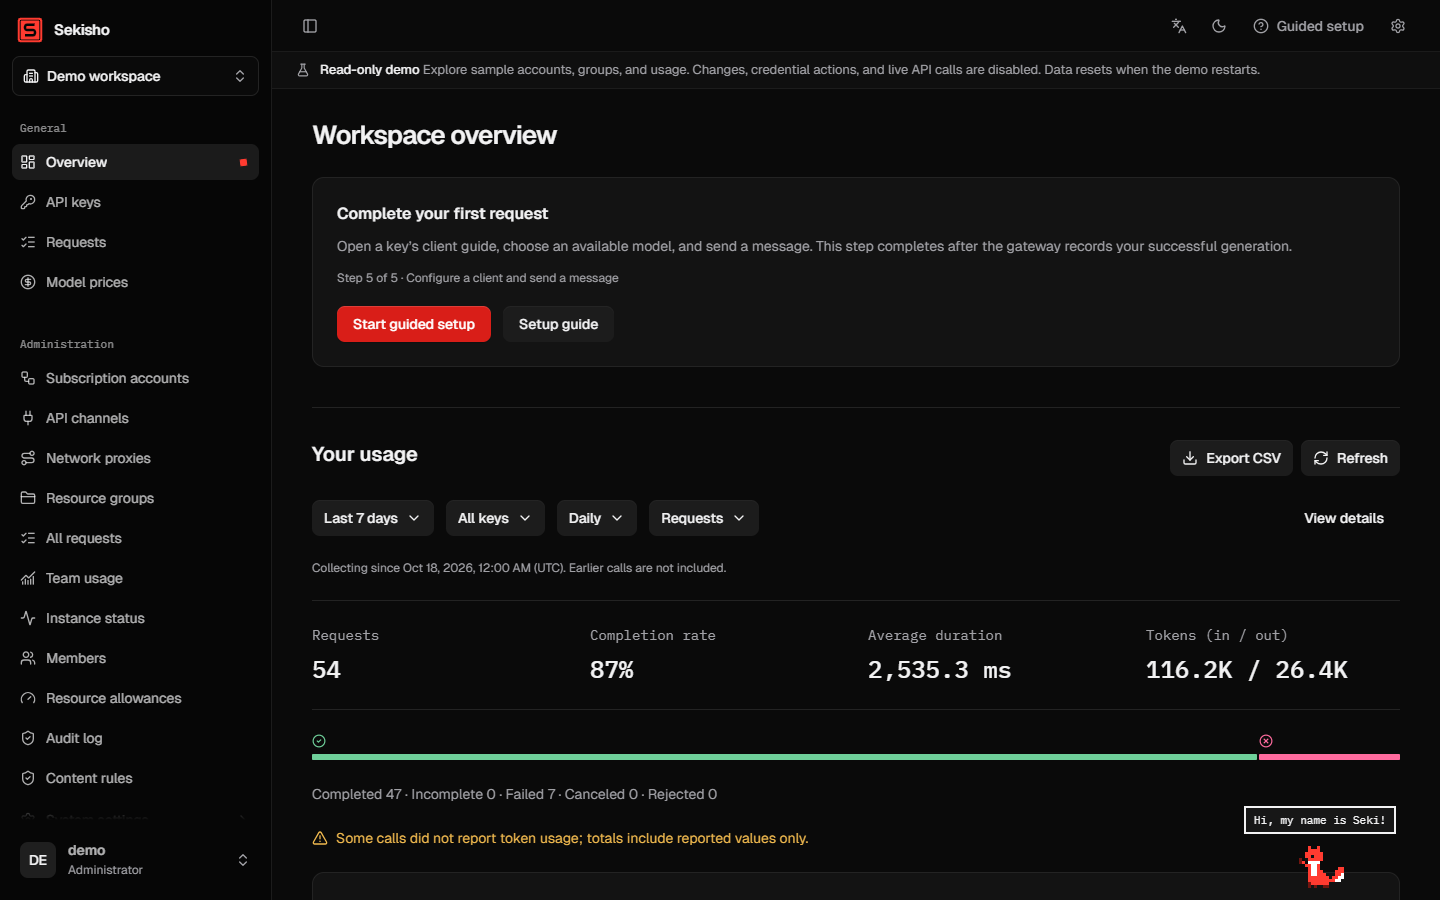 Sekisho
Demo workspace
General
Overview
API keys
Requests
Model prices
Administration
Subscription accounts
API channels
Network proxies
Resource groups
All requests
Team usage
Instance status
Members
Resource allowances
Audit log
Content rules
System settings
DE
demo
Administrator
Guided setup
Read-only demo Explore sample accounts, groups, and usage. Changes, credential actions, and live API calls are disabled. Data resets when the demo restarts.
Workspace overview
Complete your first request
Open a key's client guide, choose an available model, and send a message. This step completes after the gateway records your successful generation.
Step 5 of 5 · Configure a client and send a message
Start guided setup
Setup guide
Your usage
Export CSV
Refresh
Last 7 days
All keys
Daily
Requests
View details
Collecting since Oct 18, 2026, 12:00 AM (UTC). Earlier calls are not included.
Requests
54
Completion rate
87%
Average duration
2,535.3 ms
Tokens (in / out)
116.2K / 26.4K
Completed 47 · Incomplete 0 · Failed 7 · Canceled 0 · Rejected 0
Some calls did not report token usage; totals include reported values only.
Hi, my name is Seki!